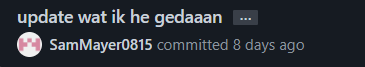 update wat ik he gedaaan ...
SamMayer0815 committed 8 days ago